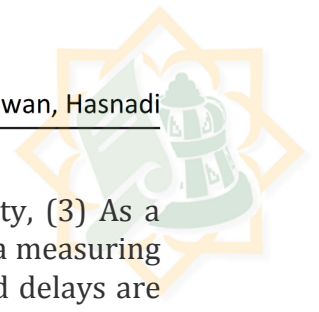 wan, Hasnadi
ty, (3) As a
a measuring
d delays are